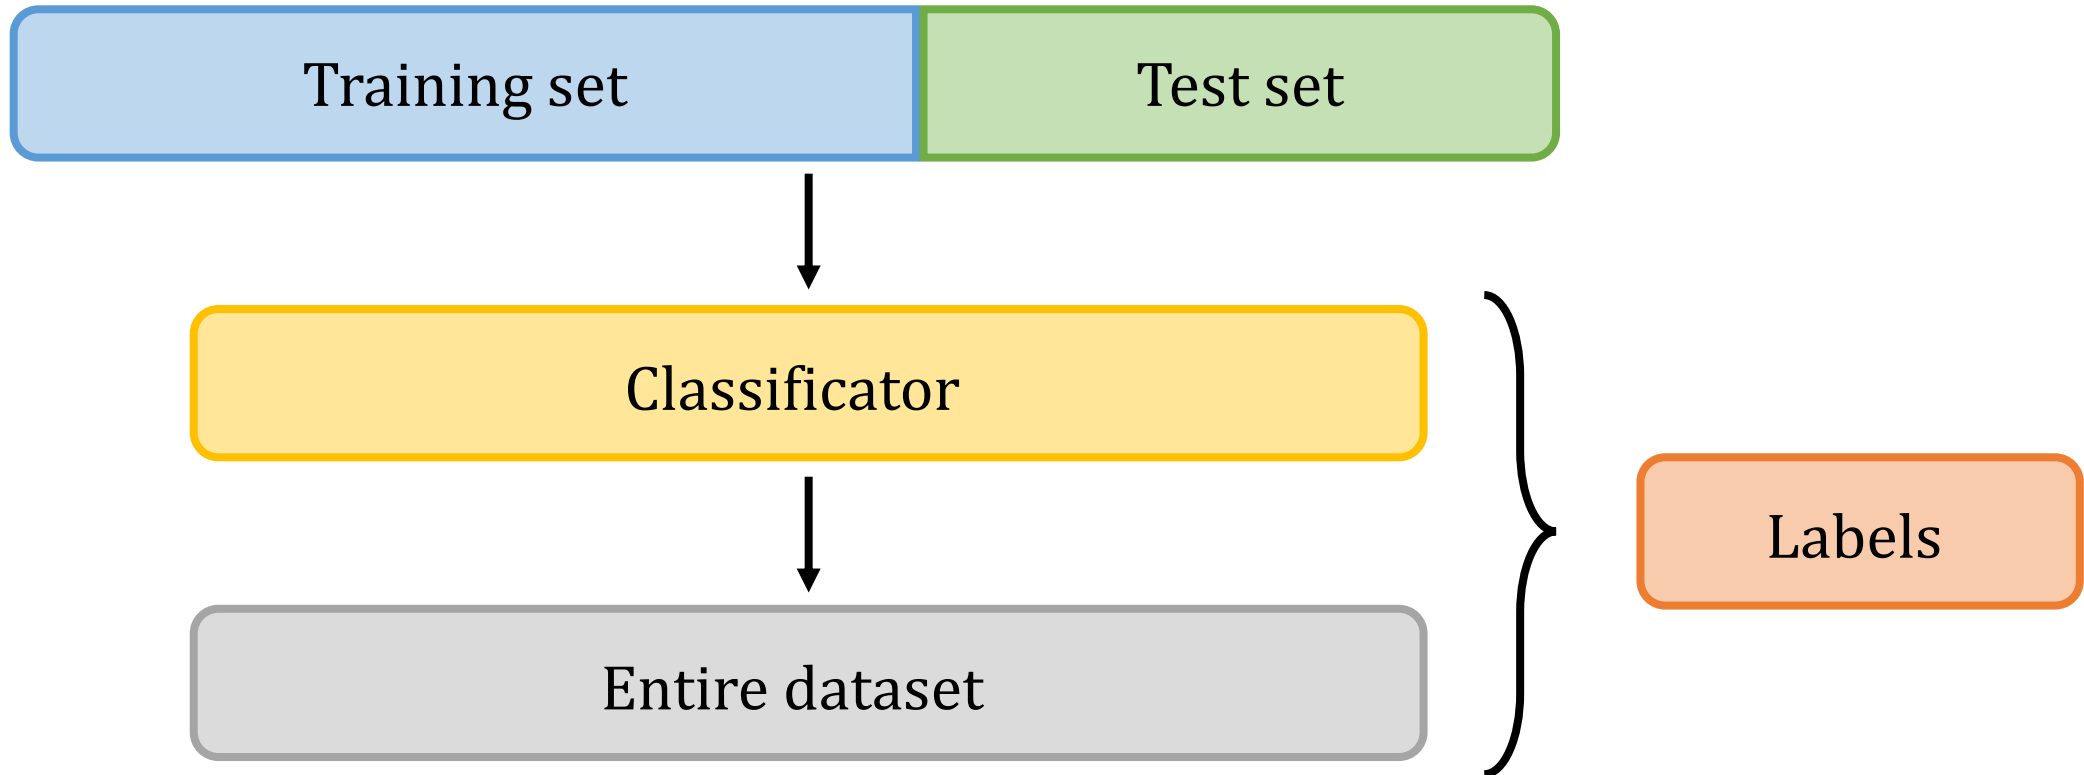 Training set
Test set
Classificator
Labels
Entire dataset